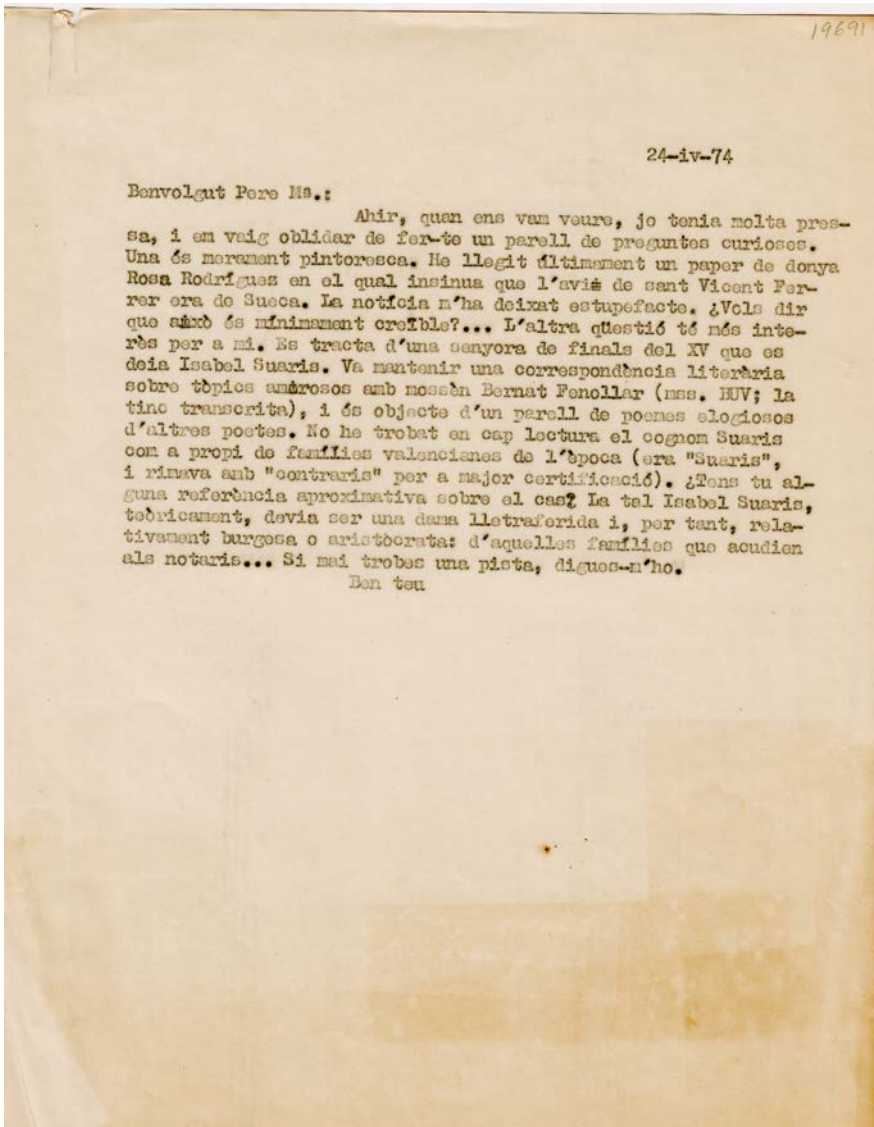 19691
24-iv-74
Benvolgut Pere Mª.:
Ahir, quan ens vam veure, jo tenia molta pres-
sa, i em vaig oblidar de fer-te un parell de preguntes curioses.
Una és merament pintoresca. He llegit últimament un paper de donya
Rosa Rodríguez en el qual insinua que l'avia de sant Vicent Fer-
rer era de Sueca. La notícia m'ha deixat estupefacte. ¿Vols dir
que això és mínimament creïble?... L'altra qüestió té més inte-
rès per a mi. Es tracta d'una senyora de finals del XV que es
deia Isabel Suaris. Va mantenir una correspondència literària
sobre tòpics amorosos amb mossèn Bernat Fenollar (mss. BUV; la
tinc transcrita), i és objecte d'un parell de poemes elogiosos
d'altres poetes. No he trobat en cap lectura el cognom Suaris
com a propi de famílies valencianes de l'època (era "Suaris",
i rimava amb "contraris" per a major certificació). ¿Tens tu al-
guna referència aproximativa sobre el cas? La tal Isabel Suaris,
teòricament, devia ser una dama lletraferida i, per tant, rela-
tivament burgesa o aristòcrata: d'aquelles famílies que acudien
als notaris... Si mai trobes una pista, digues-m'ho.
Ben teu